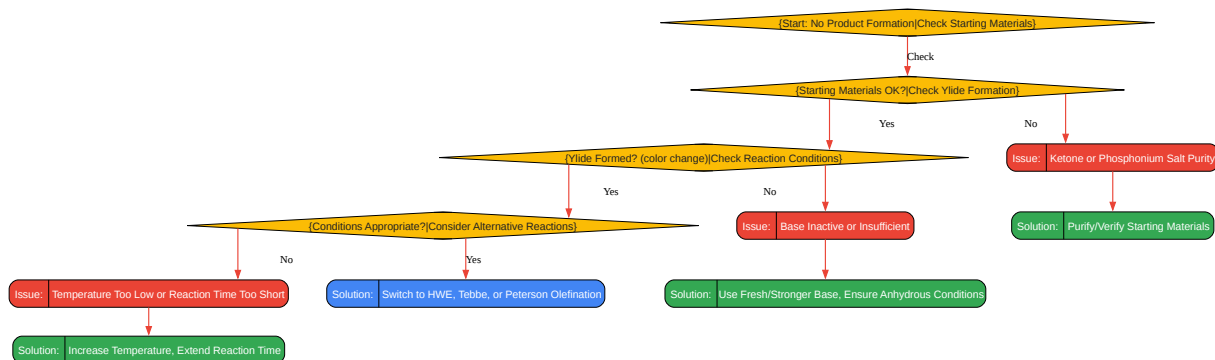 {Start: No Product Formation|Check Starting Materials}
Check
{Starting Materials OK?|Check Ylide Formation}
Yes
No
{Ylide Formed? (color change)|Check Reaction Conditions}
Issue: Ketone or Phosphonium Salt Purity
Yes
No
{Conditions Appropriate?|Consider Alternative Reactions}
Issue: Base Inactive or Insufficient
Solution: Purify/Verify Starting Materials
No
Yes
Issue: Temperature Too Low or Reaction Time Too Short
Solution: Switch to HWE, Tebbe, or Peterson Olefination
Solution: Use Fresh/Stronger Base, Ensure Anhydrous Conditions
Solution: Increase Temperature, Extend Reaction Time